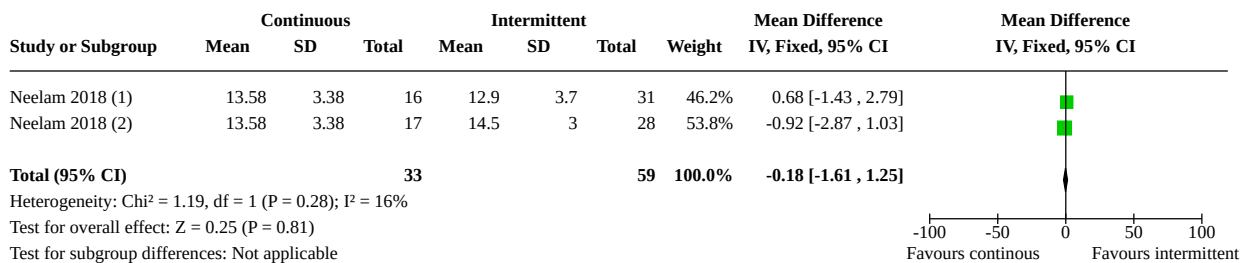 Continuous Intermittent Mean Difference Mean Difference
Study or Subgroup Mean SD Total Mean SD Total Weight IV, Fixed, 95% CI IV, Fixed, 95% CI
Neelam 2018 (1) 13.58 3.38 16 12.9 3.7 31 46.2% 0.68 [-1.43 , 2.79]
Neelam 2018 (2) 13.58 3.38 17 14.5 3 28 53.8% -0.92 [-2.87 , 1.03]
Total (95% CI) 33 59 100.0% -0.18 [-1.61 , 1.25]
Heterogeneity: Chi² = 1.19, df = 1 (P = 0.28); I² = 16%
Test for overall effect: Z = 0.25 (P = 0.81)
-100 -50 0 50 100
Test for subgroup differences: Not applicable Favours continous Favours intermittent